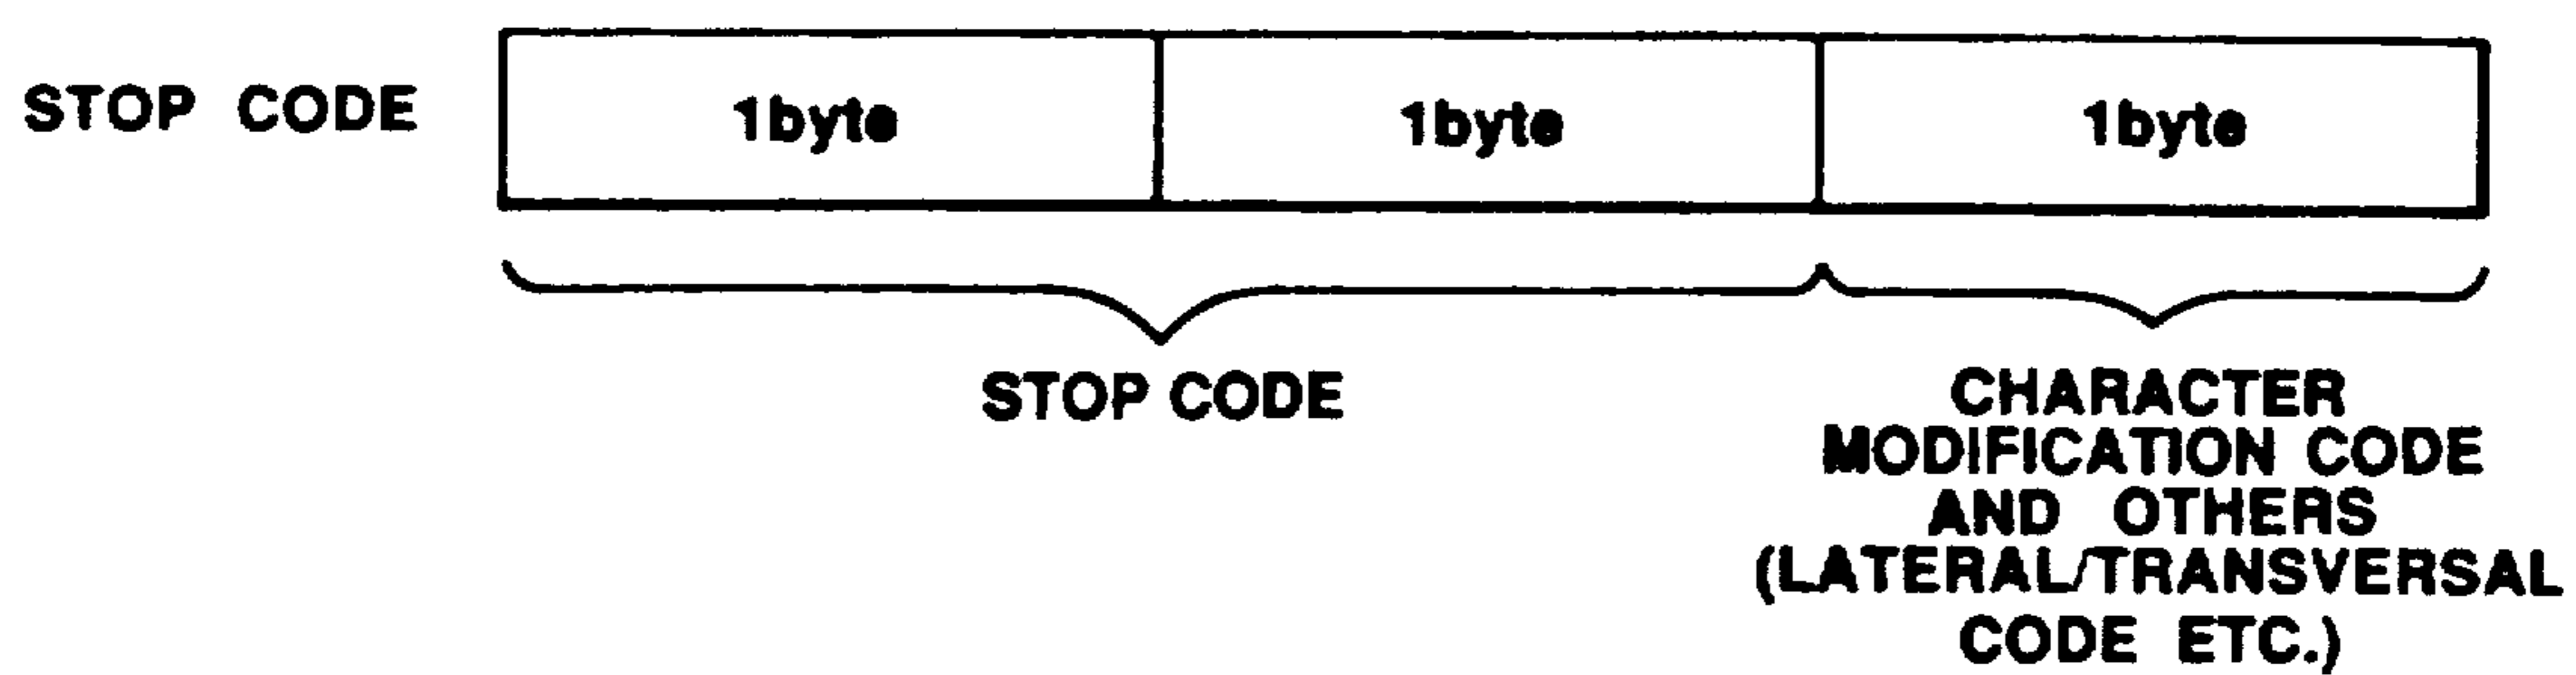 STOP CODE
1byte
1byte
1byte
STOP CODE
CHARACTER
MODIFICATION CODE
AND OTHERS
(LATERAL/TRANSVERSAL
CODE ETC.)